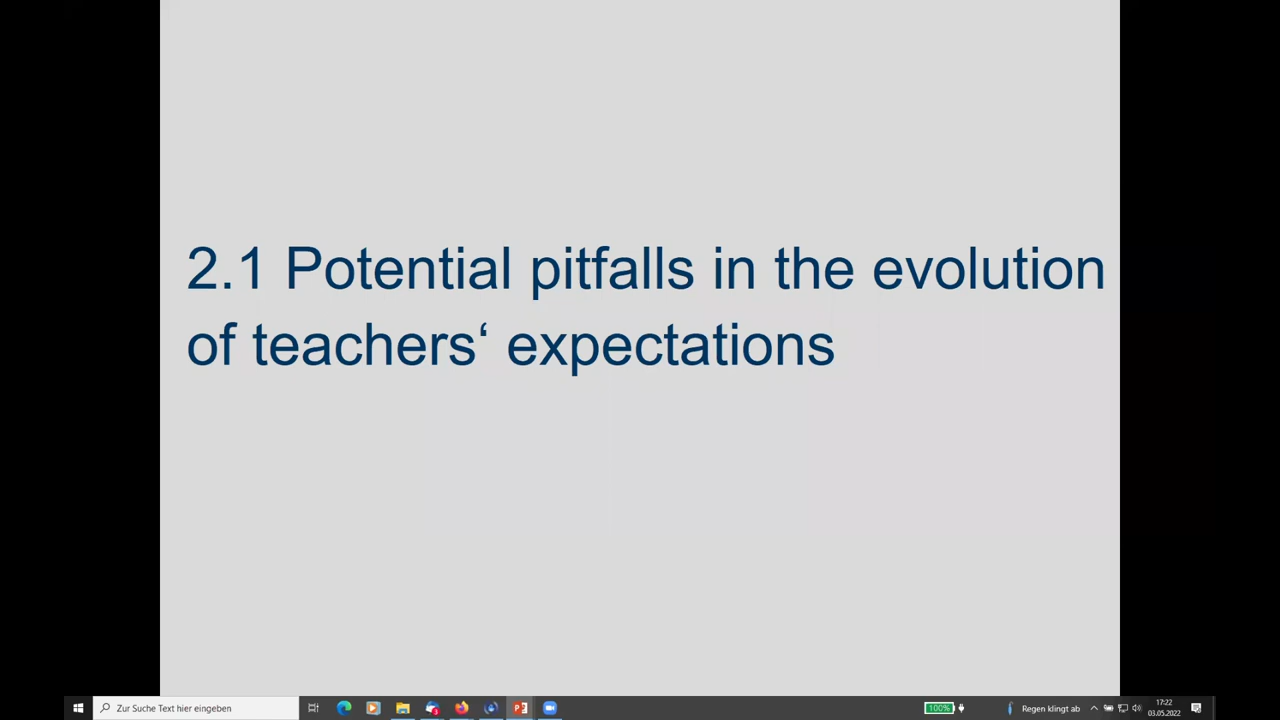 2.1 Potential pitfalls in the evolution
of teachers‘ expectations
Zur Suche Text hier eingeben
100%
Regen klingt ab
17:22
03.05.2022